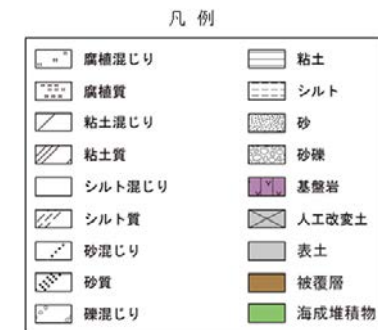 凡 例
腐植混じり
腐植質
粘土混じり
粘土質
シルト混じり
シルト質
砂混じり
砂質
礫混じり
粘土
シルト
砂
砂礫
基盤岩
人工改変土
表土
被覆層
海成堆積物